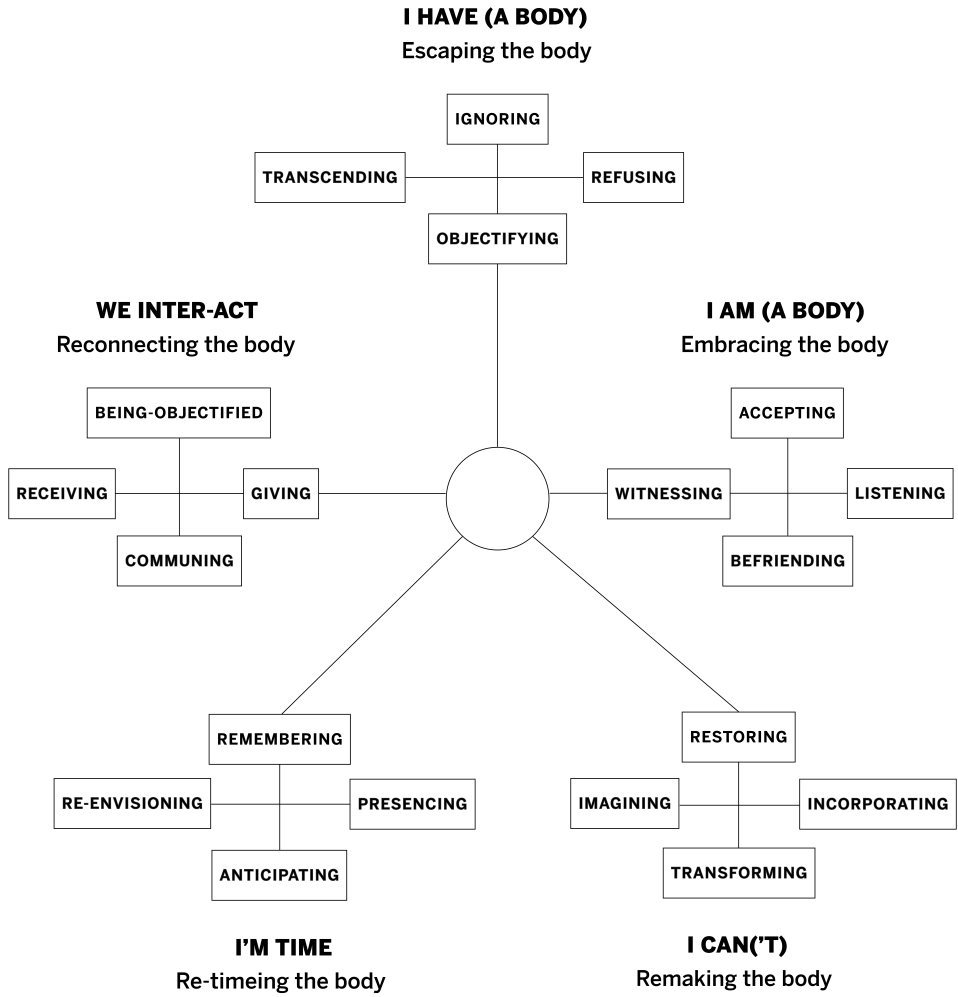 I HAVE (A BODY)
Escaping the body
IGNORING
TRANSCENDING
REFUSING
OBJECTIFYING
WE INTER-ACT
Reconnecting the body
BEING-OBJECTIFIED
RECEIVING
GIVING
COMMUNING
I AM (A BODY)
Embracing the body
ACCEPTING
WITNESSING
LISTENING
BEFRIENDING
REMEMBERING
RE-ENVISIONING
PRESENCING
ANTICIPATING
I’M TIME
Re-timeing the body
RESTORING
IMAGINING
INCORPORATING
TRANSFORMING
I CAN(’T)
Remaking the body